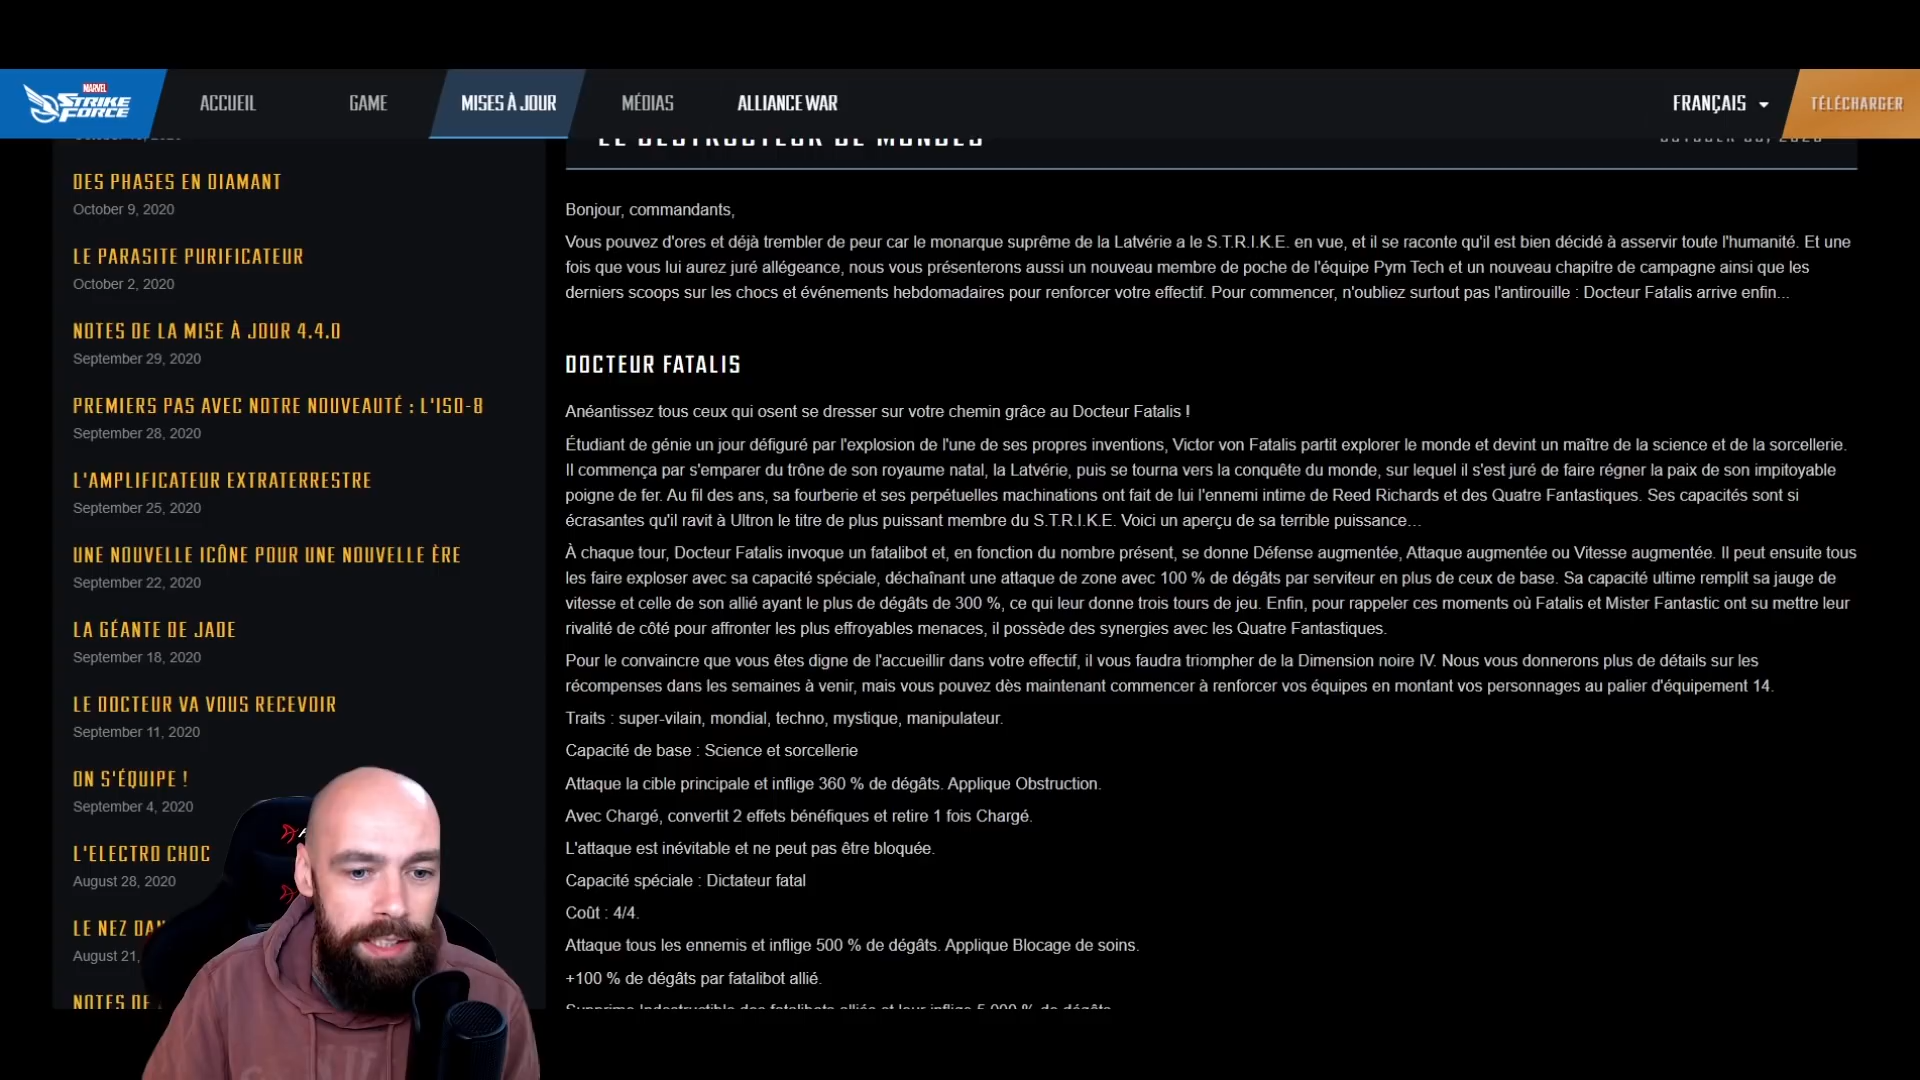 MARVEL
STRIKE
FORCE
ACCUEIL
GAME
MISES À JOUR
MÉDIAS
ALLIANCE WAR
FRANÇAIS
TÉLÉCHARGER
DES PHASES EN DIAMANT
October 9, 2020
LE PARASITE PURIFICATEUR
October 2, 2020
NOTES DE LA MISE À JOUR 4.4.0
September 29, 2020
PREMIERS PAS AVEC NOTRE NOUVEAUTÉ : L'ISO-8
September 28, 2020
L'AMPLIFICATEUR EXTRATERRESTRE
September 25, 2020
UNE NOUVELLE ICÔNE POUR UNE NOUVELLE ÈRE
September 22, 2020
LA GÉANTE DE JADE
September 18, 2020
LE DOCTEUR VA VOUS RECEVOIR
September 11, 2020
ON S'ÉQUIPE !
September 4, 2020
L'ELECTRO CHOC
August 28, 2020
LE NEZ DAN
August 21,
NOTES DE
LE DESTRUCTEUR DE MONDES
Bonjour, commandants,
Vous pouvez d'ores et déjà trembler de peur car le monarque suprême de la Latvérie a le S.T.R.I.K.E. en vue, et il se raconte qu'il est bien décidé à asservir toute l'humanité. Et une
fois que vous lui aurez juré allégeance, nous vous présenterons aussi un nouveau membre de poche de l'équipe Pym Tech et un nouveau chapitre de campagne ainsi que les
derniers scoops sur les chocs et événements hebdomadaires pour renforcer votre effectif. Pour commencer, n'oubliez surtout pas l'antirouille : Docteur Fatalis arrive enfin...
DOCTEUR FATALIS
Anéantissez tous ceux qui osent se dresser sur votre chemin grâce au Docteur Fatalis !
Étudiant de génie un jour défiguré par l'explosion de l'une de ses propres inventions, Victor von Fatalis partit explorer le monde et devint un maître de la science et de la sorcellerie.
Il commença par s'emparer du trône de son royaume natal, la Latvérie, puis se tourna vers la conquête du monde, sur lequel il s'est juré de faire régner la paix de son impitoyable
poigne de fer. Au fil des ans, sa fourberie et ses perpétuelles machinations ont fait de lui l'ennemi intime de Reed Richards et des Quatre Fantastiques. Ses capacités sont si
écrasantes qu'il ravit à Ultron le titre de plus puissant membre du S.T.R.I.K.E. Voici un aperçu de sa terrible puissance...
À chaque tour, Docteur Fatalis invoque un fatalibot et, en fonction du nombre présent, se donne Défense augmentée, Attaque augmentée ou Vitesse augmentée. Il peut ensuite tous
les faire exploser avec sa capacité spéciale, déchaînant une attaque de zone avec 100 % de dégâts par serviteur en plus de ceux de base. Sa capacité ultime remplit sa jauge de
vitesse et celle de son allié ayant le plus de dégâts de 300 %, ce qui leur donne trois tours de jeu. Enfin, pour rappeler ces moments où Fatalis et Mister Fantastic ont su mettre leur
rivalité de côté pour affronter les plus effroyables menaces, il possède des synergies avec les Quatre Fantastiques.
Pour le convaincre que vous êtes digne de l'accueillir dans votre effectif, il vous faudra triompher de la Dimension noire IV. Nous vous donnerons plus de détails sur les
récompenses dans les semaines à venir, mais vous pouvez dès maintenant commencer à renforcer vos équipes en montant vos personnages au palier d'équipement 14.
Traits : super-vilain, mondial, techno, mystique, manipulateur.
Capacité de base : Science et sorcellerie
Attaque la cible principale et inflige 360 % de dégâts. Applique Obstruction.
Avec Chargé, convertit 2 effets bénéfiques et retire 1 fois Chargé.
L'attaque est inévitable et ne peut pas être bloquée.
Capacité spéciale : Dictateur fatal
Coût : 4/4.
Attaque tous les ennemis et inflige 500 % de dégâts. Applique Blocage de soins.
+100 % de dégâts par fatalibot allié.
Supprime Indestructible des fatalibots alliés et leur inflige 5 000 % de dégâts.